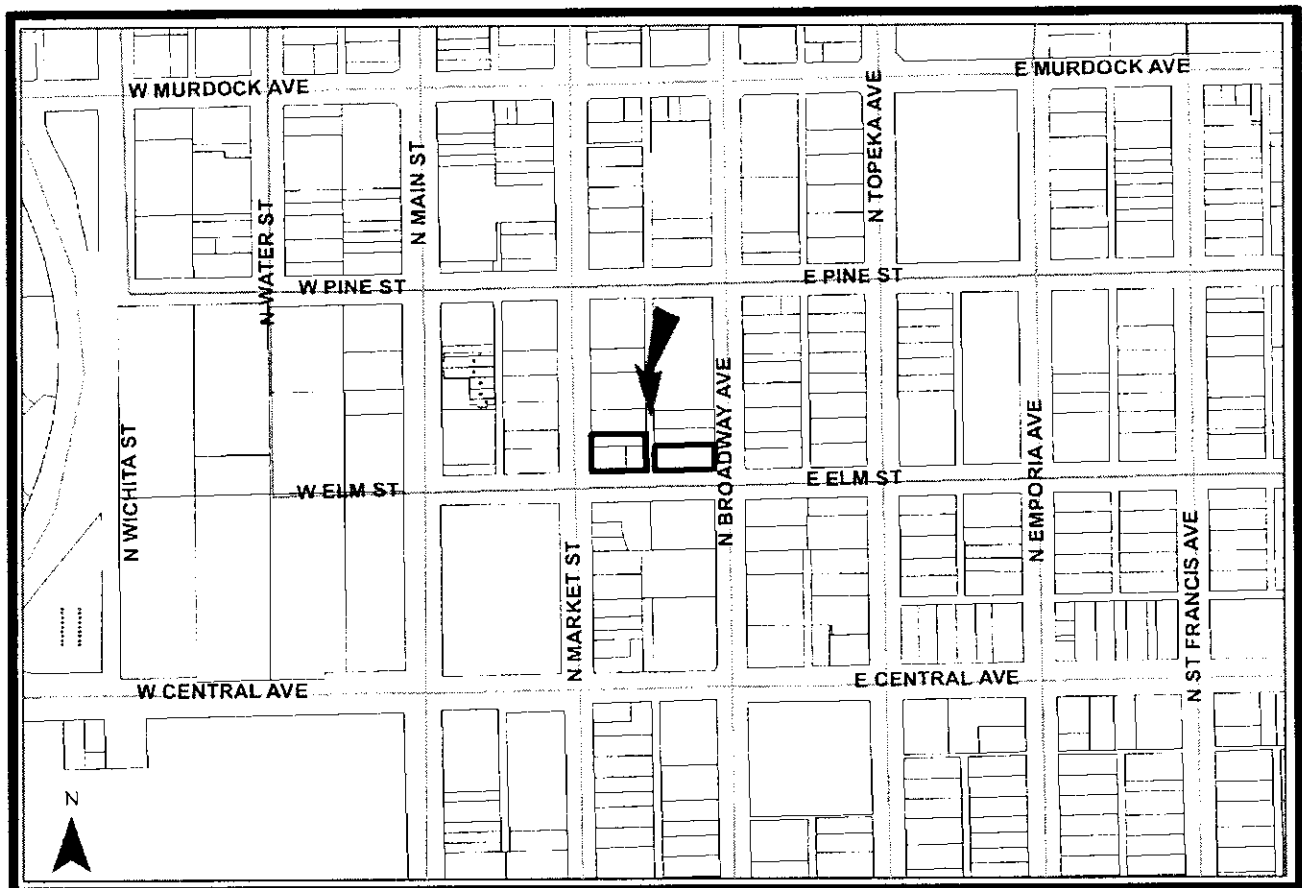 W MURDOCK AVE
E MURDOCK AVE
N WATER ST
N MAIN ST
N TOPEKA AVE
W PINE ST
E PINE ST
N WICHITA ST
W ELM ST
E ELM ST
N MARKET ST
N BROADWAY AVE
N EMPORIA AVE
N ST FRANCIS AVE
W CENTRAL AVE
E CENTRAL AVE
N